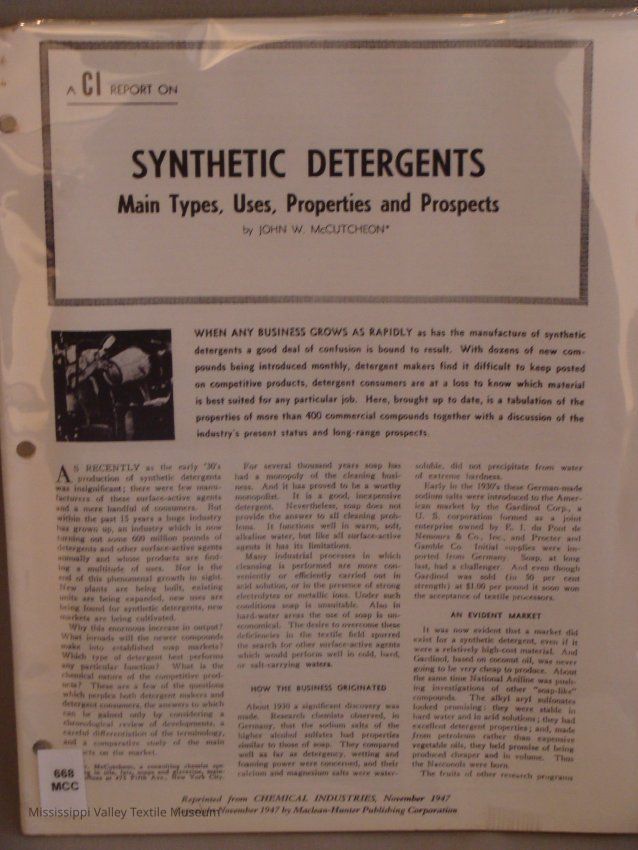 A CI REPORT ON
SYNTHETIC DETERGENTS
Main Types, Uses, Properties and Prospects
by JOHN W. McCUTCHEON*
WHEN ANY BUSINESS GROWS AS RAPIDLY as has the manufacture of synthetic
detergents a good deal of confusion is bound to result. With dozens of new com-
pounds being introduced monthly, detergent makers find it difficult to keep posted
on competitive products, detergent consumers are at a loss to know which material
is best suited for any particular job. Here, brought up to date, is a tabulation of the
properties of more than 400 commercial compounds together with a discussion of the
industry's present status and long-range prospects.
AS RECENTLY as the early '30's
production of synthetic detergents
was insignificant; there were few manu-
facturers of these surface-active agents
and a mere handful of consumers. But
within the past 15 years a huge industry
has grown up, an industry which is now
turning out some 600 million pounds of
detergents and other surface-active agents
annually and whose products are find-
ing a multitude of uses. Nor is the
end of this phenomenal growth in sight.
New plants are being built, existing
units are being expanded, new uses are
being found for synthetic detergents, new
markets are being cultivated.
Why this enormous increase in output?
What inroads will the newer compounds
make into established soap markets?
Which type of detergent best performs
any particular function? What is the
chemical nature of the competitive prod-
ucts? These are a few of the questions
which perplex both detergent makers and
detergent consumers, the answers to which
can be gained only by considering a
chronological review of developments, a
careful differentiation of the terminology,
and a comparative study of the main
products on the market.
McCutcheon, a consulting chemist spe-
in oils, fats, soaps and glycerine, main-
at 475 Fifth Ave., New York City.
For several thousand years soap has
had a monopoly of the cleaning busi-
ness. And it has proved to be a worthy
monopolist. It is a good, inexpensive
detergent. Nevertheless, soap does not
provide the answer to all cleaning prob-
lems. It functions well in warm, soft,
alkaline water, but like all surface-active
agents it has its limitations.
Many industrial processes in which
cleansing is performed are more con-
veniently or efficiently carried out in
acid solution, or in the presence of strong
electrolytes or metallic ions. Under such
conditions soap is unsuitable. Also in
hard-water areas the use of soap is un-
economical. The desire to overcome these
deficiencies in the textile field spurred
the search for other surface-active agents
which would perform well in cold, hard,
or salt-carrying waters.
HOW THE BUSINESS ORIGINATED
About 1930 a significant discovery was
made. Research chemists observed, in
Germany, that the sodium salts of the
higher alcohol sulfates had properties
similar to those of soap. They compared
well as far as detergency, wetting and
foaming power were concerned, and their
calcium and magnesium salts were water-
soluble, did not precipitate from water
of extreme hardness.
Early in the 1930's these German-made
sodium salts were introduced to the Amer-
ican market by the Gardinol Corp., a
U. S. corporation formed as a joint
enterprise owned by E. I. du Pont de
Nemours & Co., Inc., and Procter and
Gamble Co. Initial supplies were im-
ported from Germany. Soap, at long
last, had a challenger. And even though
Gardinol was sold (in 50 per cent
strength) at $1.00 per pound it soon won
the acceptance of textile processors.
AN EVIDENT MARKET
It was now evident that a market did
exist for a synthetic detergent, even if it
were a relatively high-cost material. And
Gardinol, based on coconut oil, was never
going to be very cheap to produce. About
the same time National Aniline was push-
ing investigations of other "soap-like"
compounds. The alkyl aryl sulfonates
looked promising; they were stable in
hard water and in acid solutions; they had
excellent detergent properties; and, made
from petroleum rather than expensive
vegetable oils, they held promise of being
produced cheaper and in volume. Thus
the Nacconols were born.
The fruits of other research programs
668
MCC
Reprinted from CHEMICAL INDUSTRIES, November 1947
November 1947 by Maclean-Hunter Publishing Corporation
Mississippi Valley Textile Museum